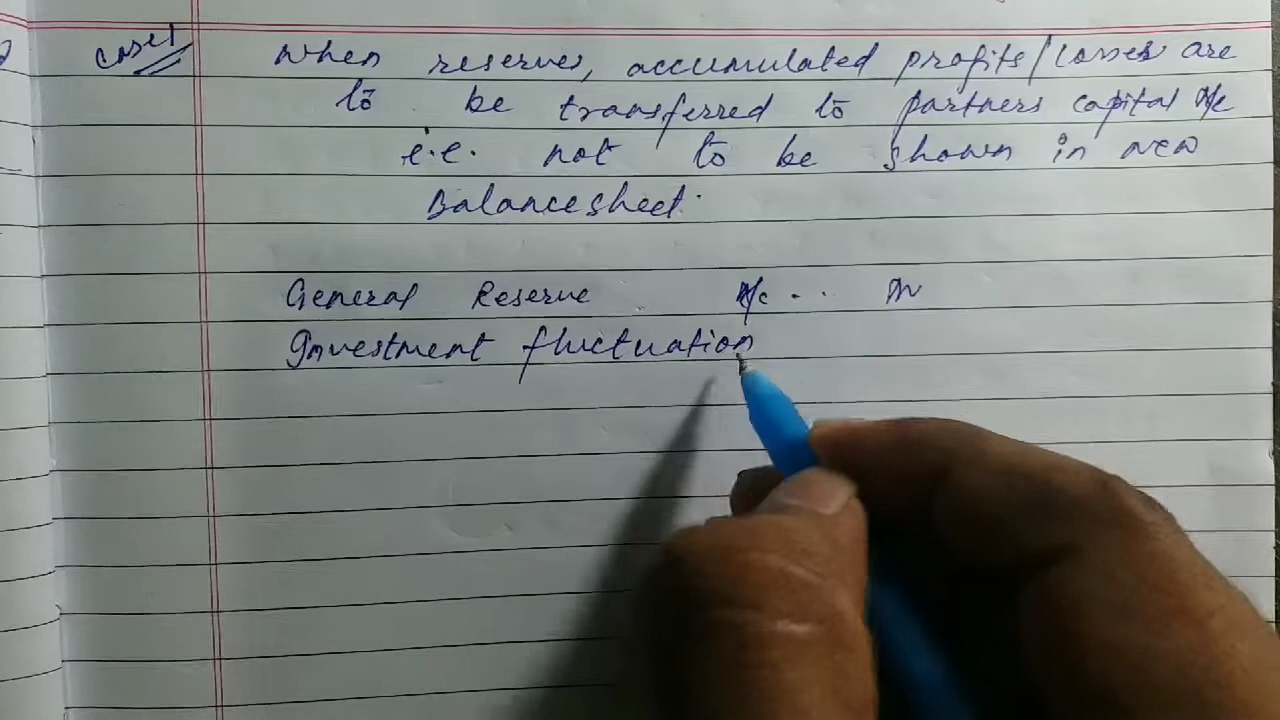 Case1 When reserves, accumulated profits/losses are
to be transferred to partners capital A/c
i.e. not to be shown in new
Balancesheet.
General Reserve A/c .. Dr
Investment fluctuation